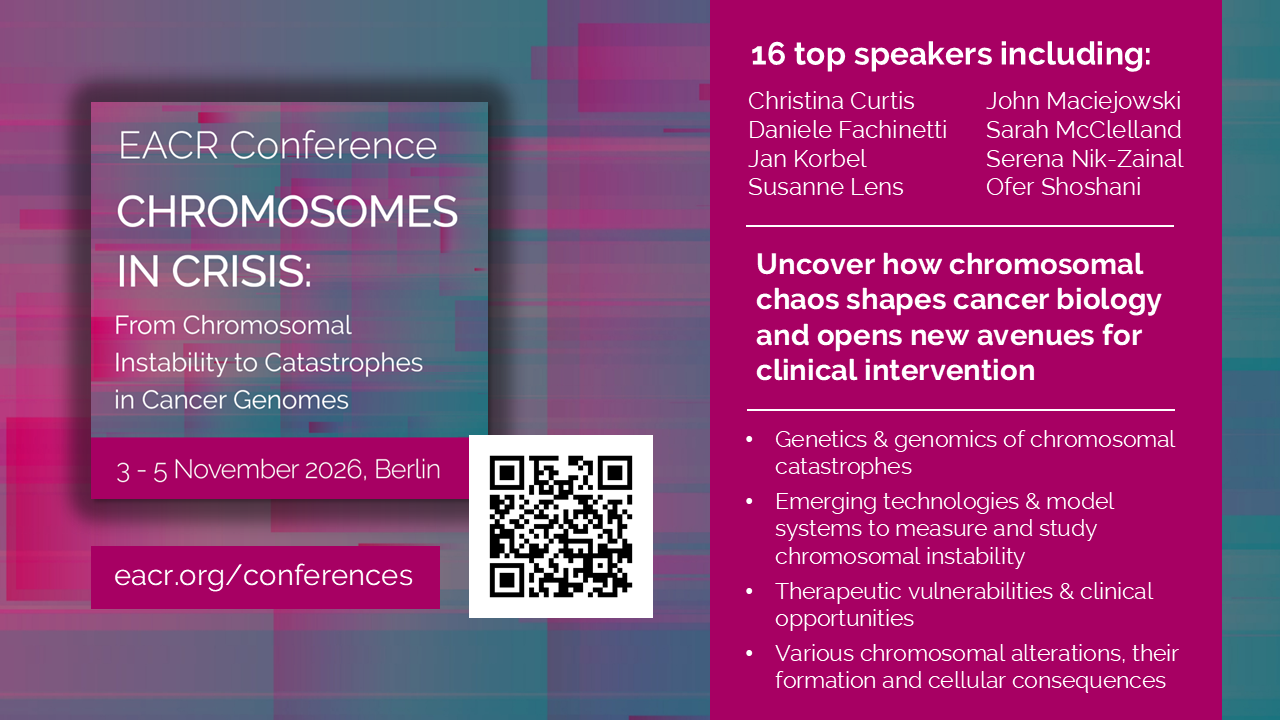 EACR Conference
CHROMOSOMES
IN CRISIS:
From Chromosomal
Instability to Catastrophes
in Cancer Genomes
3 - 5 November 2026, Berlin
eacr.org/conferences
16 top speakers including:
Christina Curtis
Daniele Fachinetti
Jan Korbel
Susanne Lens
John Maciejowski
Sarah McClelland
Serena Nik-Zainal
Ofer Shoshani
Uncover how chromosomal
chaos shapes cancer biology
and opens new avenues for
clinical intervention
• Genetics & genomics of chromosomal
catastrophes
• Emerging technologies & model
systems to measure and study
chromosomal instability
• Therapeutic vulnerabilities & clinical
opportunities
• Various chromosomal alterations, their
formation and cellular consequences